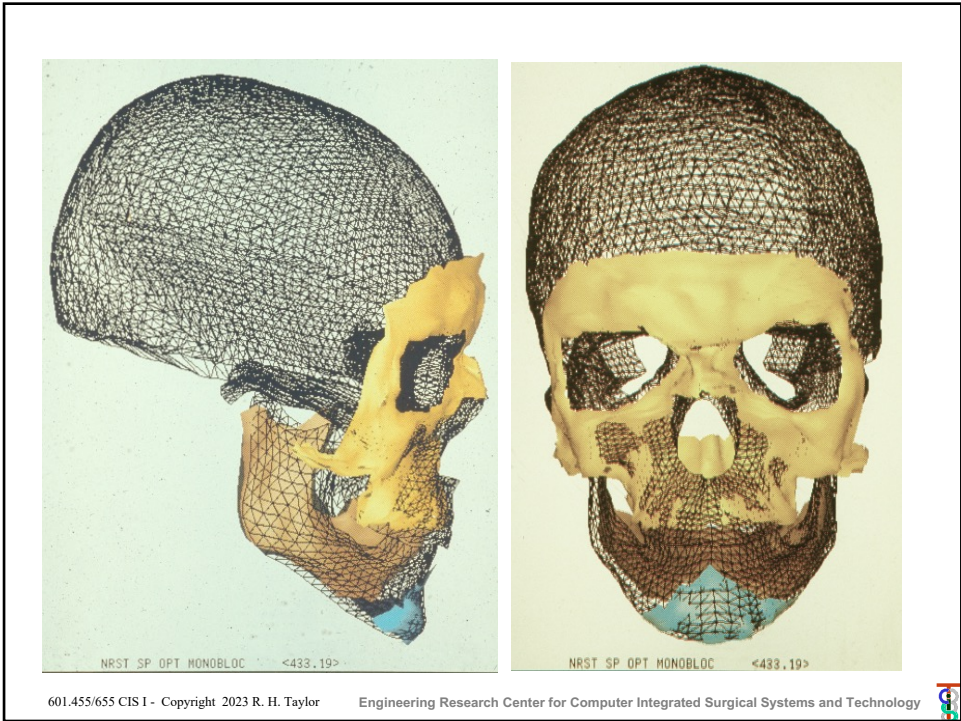 NRST SP OPT MONOBLOC <433.19>
NRST SP OPT MONOBLOC <433.19>
601.455/655 CIS I - Copyright 2023 R. H. Taylor
Engineering Research Center for Computer Integrated Surgical Systems and Technology